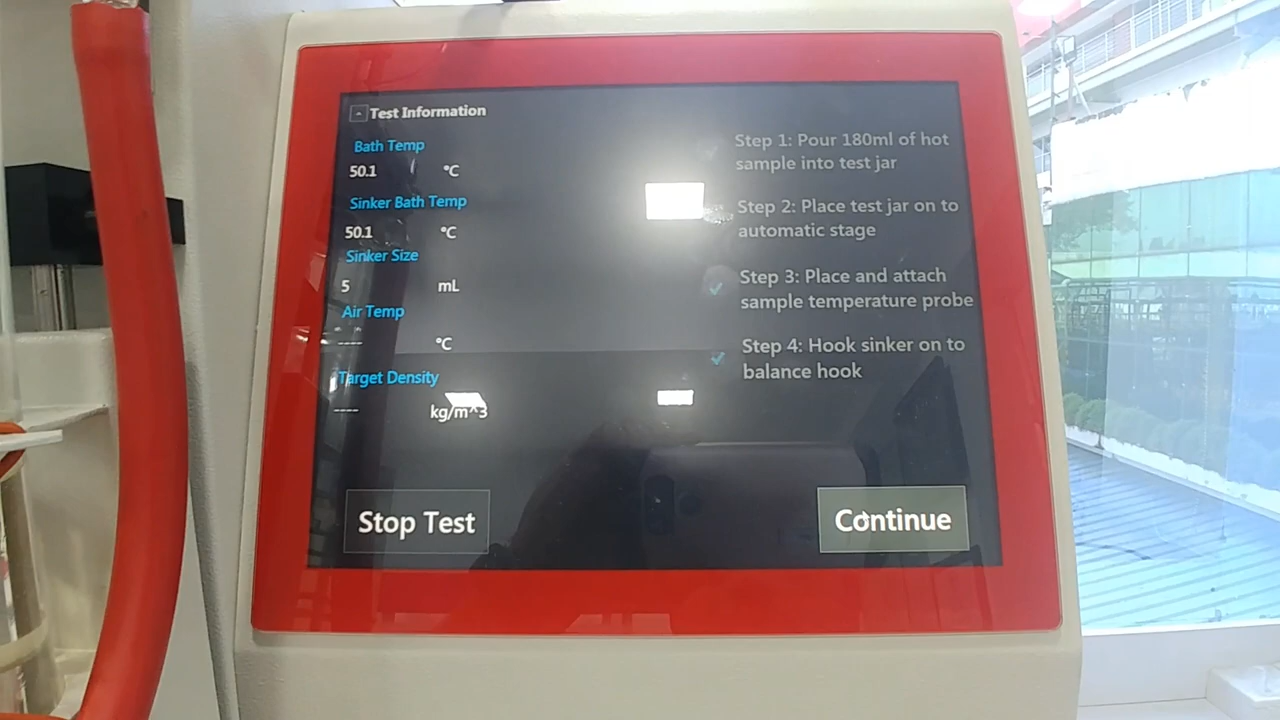 Test Information
Bath Temp
50.1 °C
Sinker Bath Temp
50.1 °C
Sinker Size
5 mL
Air Temp
---- °C
Target Density
---- kg/m^3
Step 1: Pour 180ml of hot
sample into test jar
Step 2: Place test jar on to
automatic stage
Step 3: Place and attach
sample temperature probe
Step 4: Hook sinker on to
balance hook
Stop Test
Continue